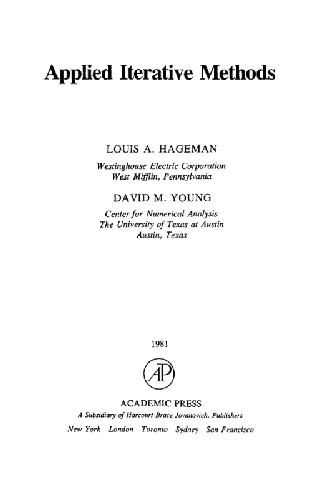 Applied Iterative Methods
LOUIS A. HAGEMAN
Westinghouse Electric Corporation
West Mifflin, Pennsylvania
DAVID M. YOUNG
Center for Numerical Analysis
The University of Texas at Austin
Austin, Texas
1981
AP
ACADEMIC PRESS
A Subsidiary of Harcourt Brace Jovanovich, Publishers
New York London Toronto Sydney San Francisco